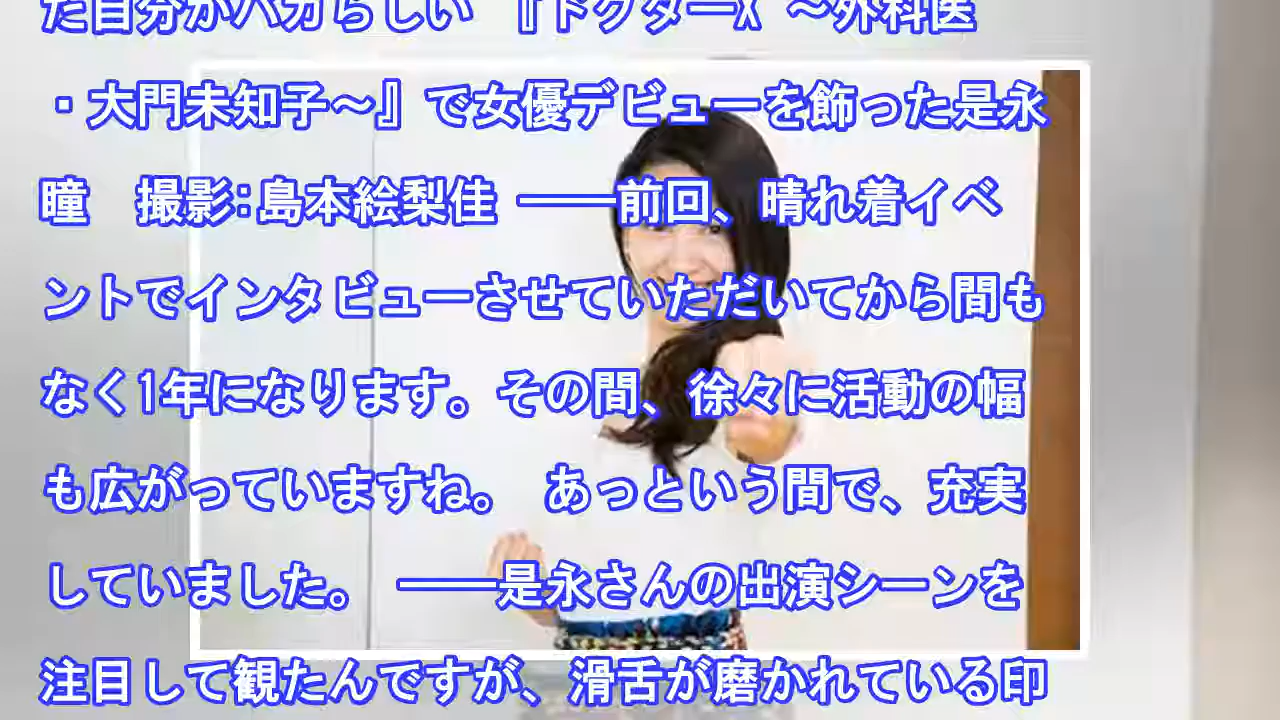 た自分がバカらしい 『ドクターX ～外科医
・大門未知子～』で女優デビューを飾った是永
瞳　撮影:島本絵梨佳 ――前回、晴れ着イベ
ントでインタビューさせていただいてから間も
なく1年になります。その間、徐々に活動の幅
も広がっていますね。 あっという間で、充実
していました。 ――是永さんの出演シーンを
注目して観たんですが、滑舌が磨かれている印